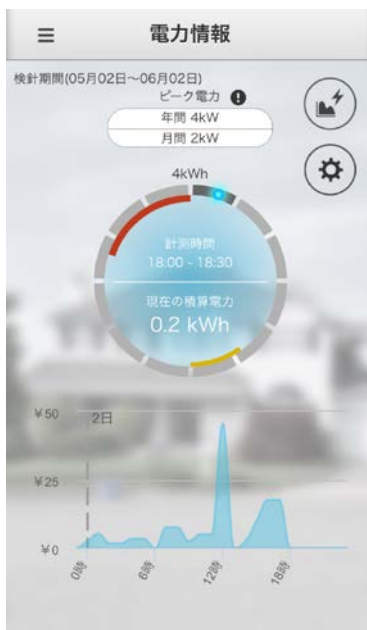 電力情報
検針期間(05月02日〜06月02日)
ピーク電力 !
年間 4kW
月間 2kW
4kWh
計測時間
18:00 - 18:30
現在の積算電力
0.2 kWh
¥50
2日
¥25
¥0
0時 6時 12時 18時